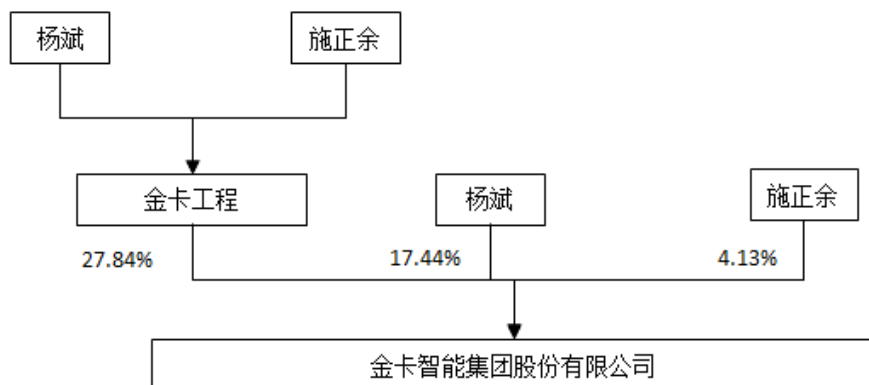 杨斌
施正余
金卡工程
杨斌
施正余
27.84%
17.44%
4.13%
金卡智能集团股份有限公司